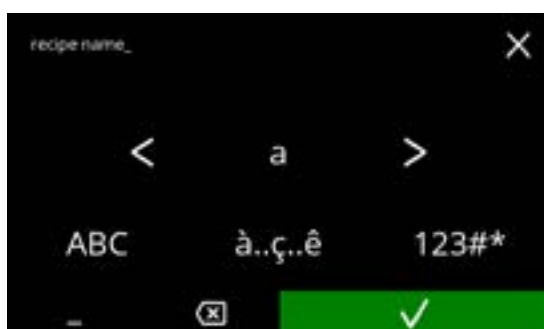 recipe name_
< a >
ABC à..ç..ê 123#*
_